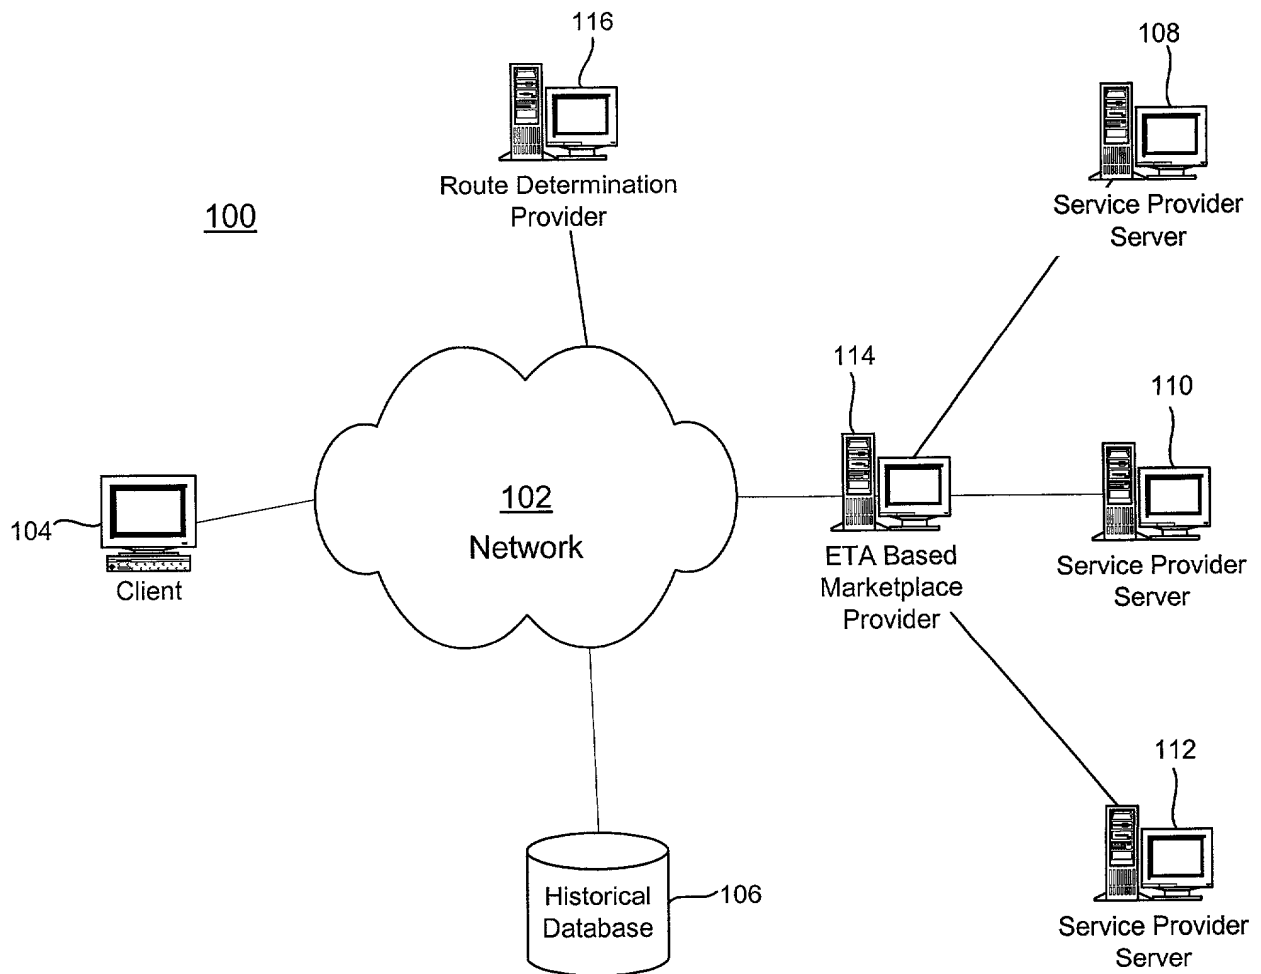 116
Route Determination
Provider
108
Service Provider
Server
100
114
ETA Based
Marketplace
Provider
110
Service Provider
Server
102
Network
104
Client
112
Service Provider
Server
Historical
Database
106